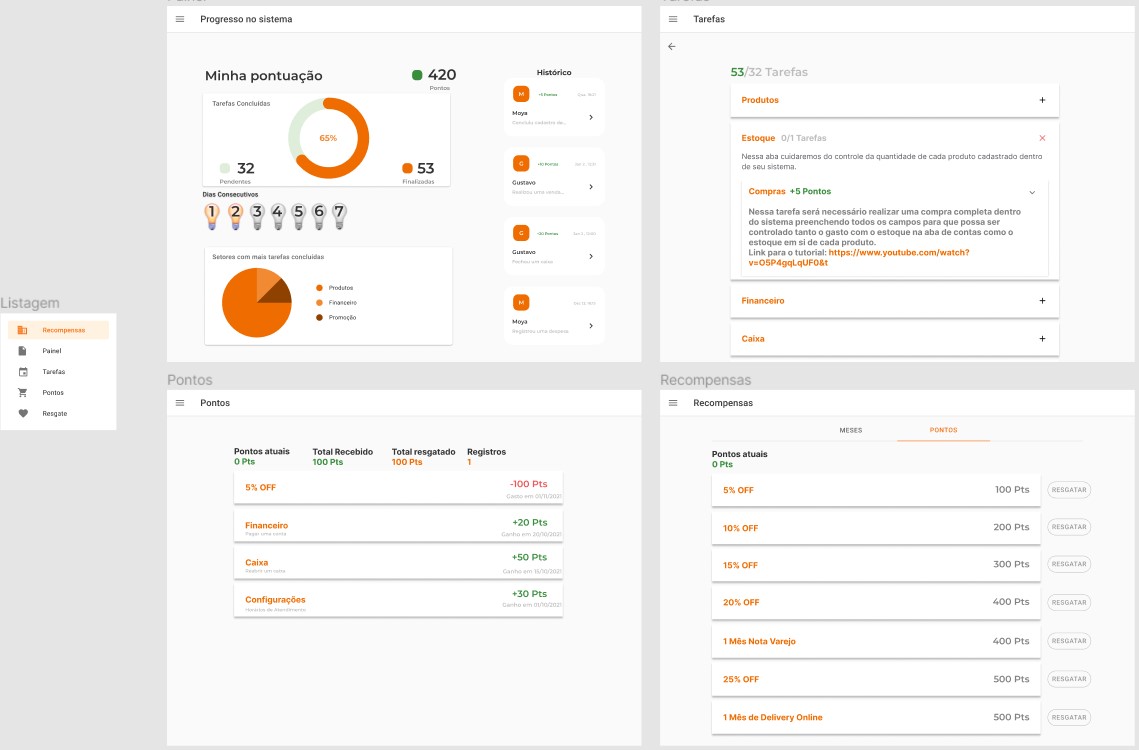 Progresso no sistema
Minha pontuação
420
Pontos
Tarefas Concluídas
65%
32
Pendentes
53
Finalizadas
Dias Consecutivos
1 2 3 4 5 6 7
Setores com mais tarefas concluídas
Produtos
Financeiro
Promoção
Histórico
M
+5 Pontos
Moya
Concluiu cadastro de...
G
+10 Pontos
Gustavo
Realizou uma venda...
G
+20 Pontos
Gustavo
Fechou um caixa
M
Moya
Registrou uma despesa
Tarefas
53/32 Tarefas
Produtos
Estoque 0/1 Tarefas
Nessa aba cuidaremos do controle da quantidade de cada produto cadastrado dentro
de seu sistema.
Compras +5 Pontos
Nessa tarefa será necessário realizar uma compra completa dentro
do sistema preenchendo todos os campos para que possa ser
controlado tanto o gasto com o estoque na aba de contas como o
estoque em si de cada produto.
Link para o tutorial: https://www.youtube.com/watch?
v=O5P4gqLqUF0&t
Financeiro
Caixa
Listagem
Recompensas
Painel
Tarefas
Pontos
Resgate
Pontos
Pontos
Pontos atuais
0 Pts
Total Recebido
100 Pts
Total resgatado
100 Pts
Registros
1
5% OFF
-100 Pts
Gasto em 01/11/2021
Financeiro
Pagar uma conta
+20 Pts
Ganho em 20/10/2021
Caixa
+50 Pts
Ganho em 15/10/2021
Configurações
Horários de Atendimento
+30 Pts
Ganho em 01/10/2021
Recompensas
Recompensas
MESES
PONTOS
Pontos atuais
0 Pts
5% OFF 100 Pts RESGATAR
10% OFF 200 Pts RESGATAR
15% OFF 300 Pts RESGATAR
20% OFF 400 Pts RESGATAR
1 Mês Nota Varejo 400 Pts RESGATAR
25% OFF 500 Pts RESGATAR
1 Mês de Delivery Online 500 Pts RESGATAR